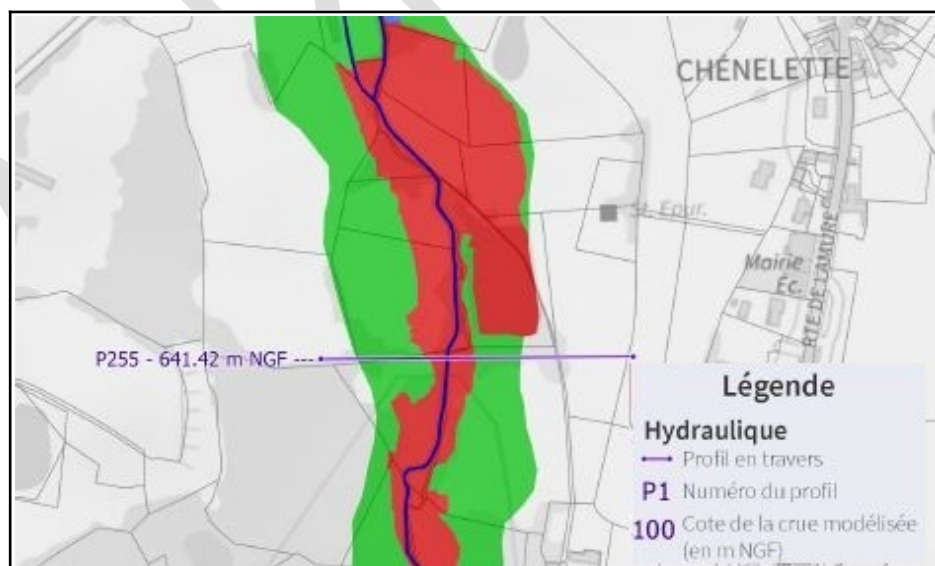 CHÉNELETTE
St. Epur.
Mairie
Éc.
RTE DE LAMURE
P255 - 641.42 m NGF ---
Légende
Hydraulique
Profil en travers
P1 Numéro du profil
100 Cote de la crue modélisée
(en m NGF)